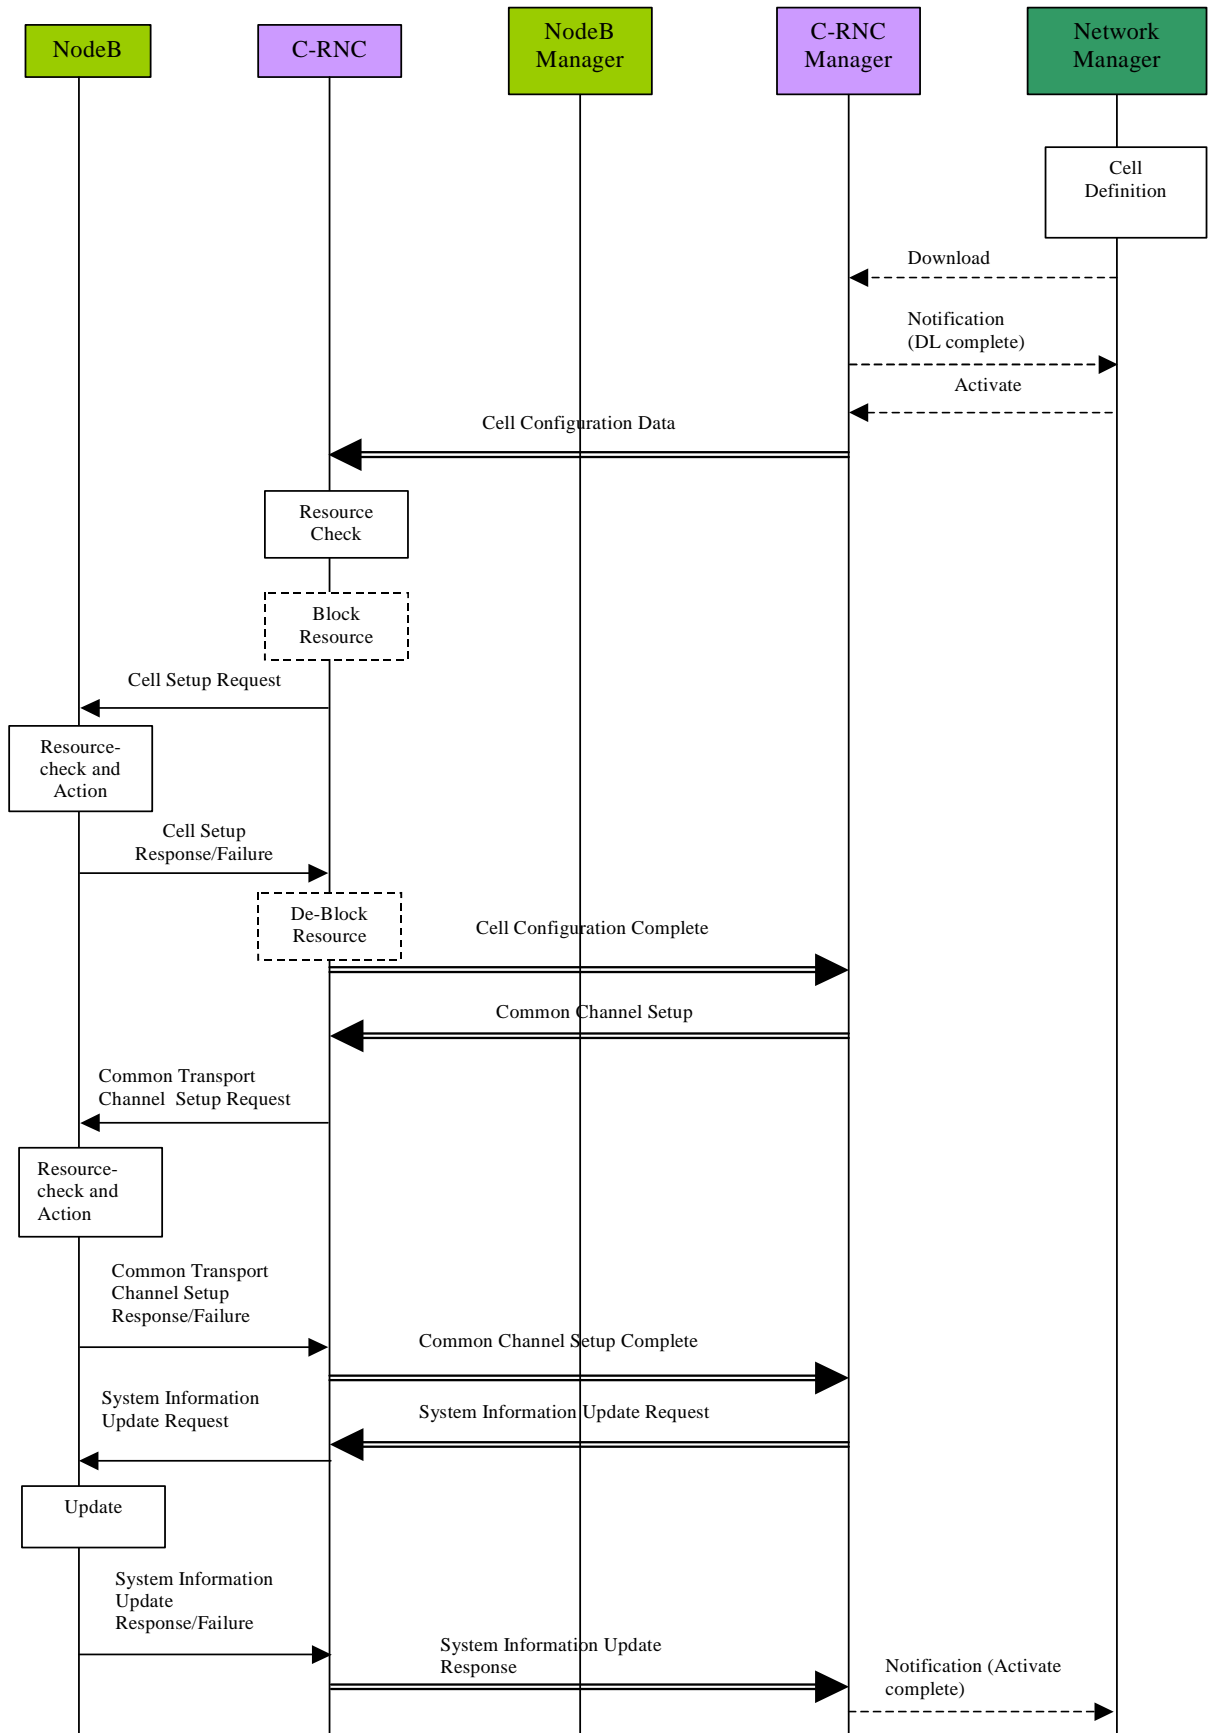 NodeB
C-RNC
NodeB
Manager
C-RNC
Manager
Network
Manager
Cell
Definition
Download
Notification
(DL complete)
Activate
Cell Configuration Data
Resource
Check
Block
Resource
Cell Setup Request
Resource-
check and
Action
Cell Setup
Response/Failure
De-Block
Resource
Cell Configuration Complete
Common Channel Setup
Common Transport
Channel Setup Request
Resource-
check and
Action
Common Transport
Channel Setup
Response/Failure
Common Channel Setup Complete
System Information
Update Request
System Information Update Request
Update
System Information
Update
Response/Failure
System Information Update
Response
Notification (Activate
complete)